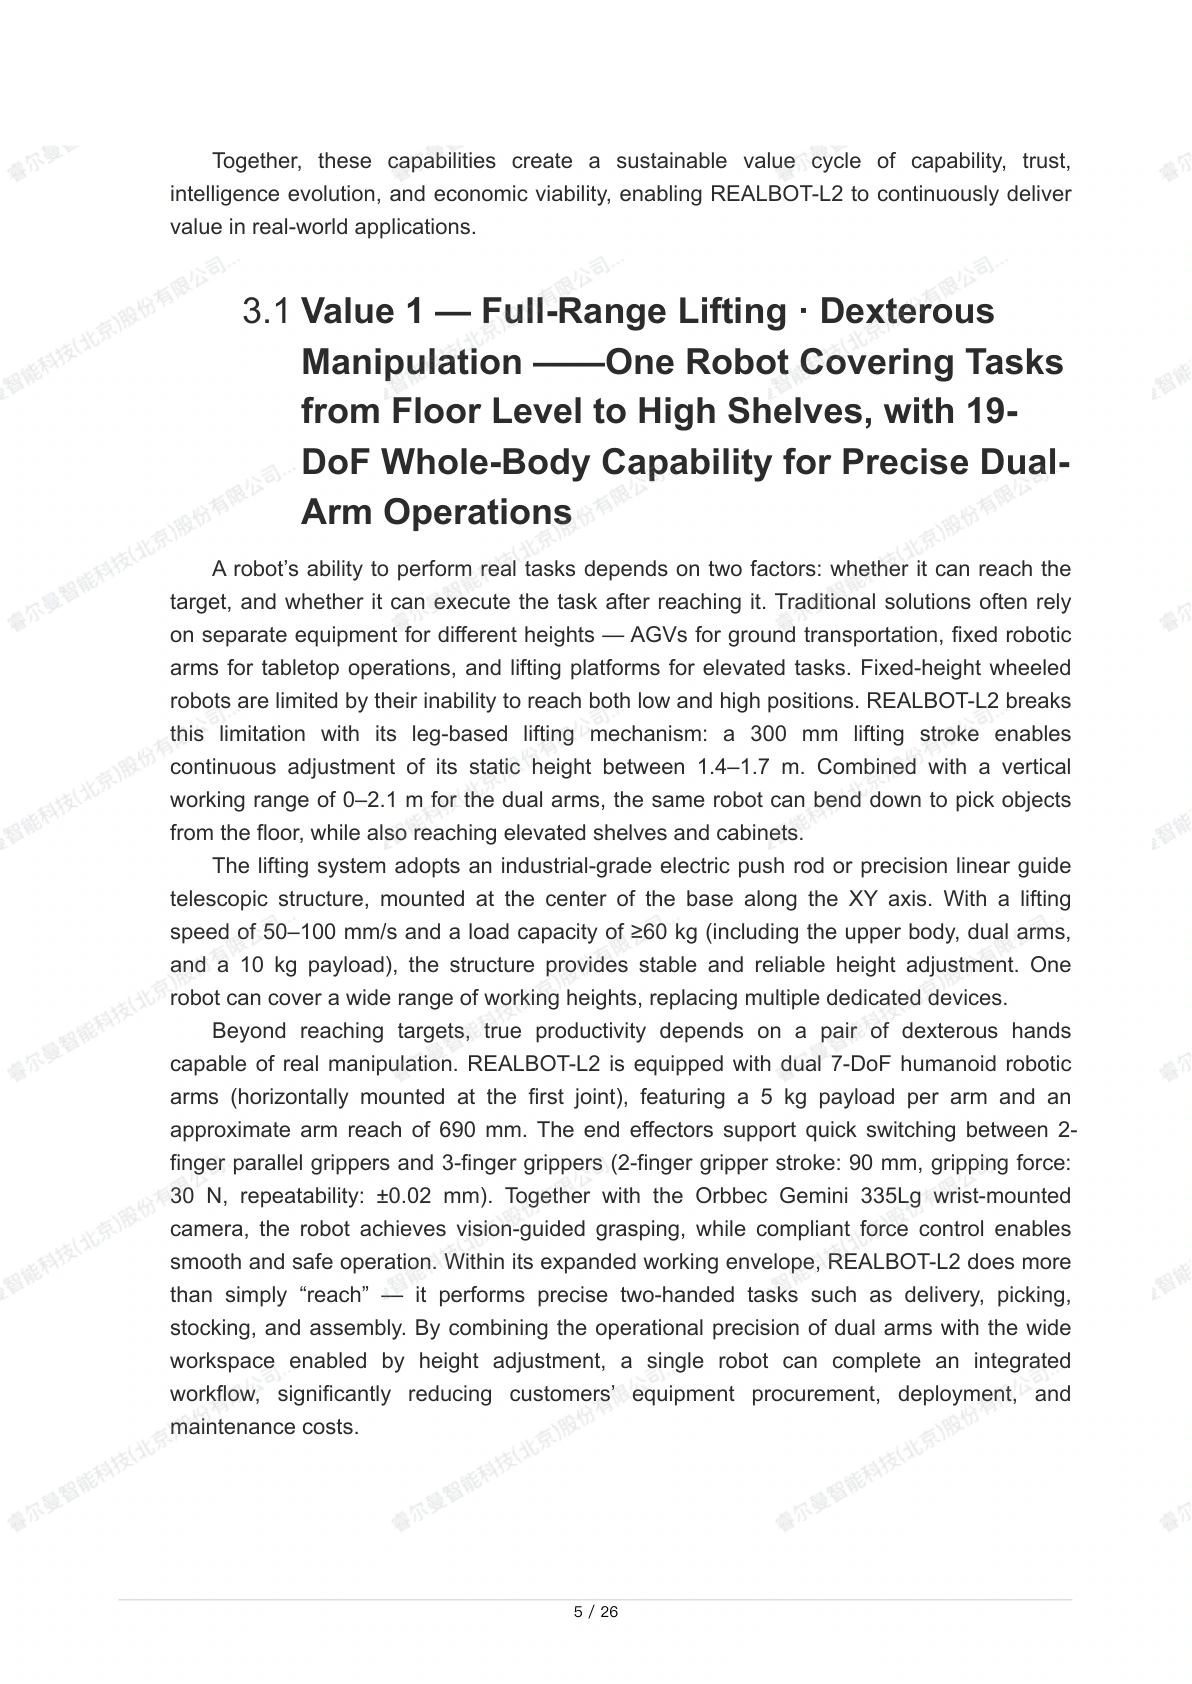 Together, these capabilities create a sustainable value cycle of capability, trust,
intelligence evolution, and economic viability, enabling REALBOT-L2 to continuously deliver
value in real-world applications.
3.1 Value 1 — Full-Range Lifting · Dexterous
Manipulation ——One Robot Covering Tasks
from Floor Level to High Shelves, with 19-
DoF Whole-Body Capability for Precise Dual-
Arm Operations
A robot’s ability to perform real tasks depends on two factors: whether it can reach the
target, and whether it can execute the task after reaching it. Traditional solutions often rely
on separate equipment for different heights — AGVs for ground transportation, fixed robotic
arms for tabletop operations, and lifting platforms for elevated tasks. Fixed-height wheeled
robots are limited by their inability to reach both low and high positions. REALBOT-L2 breaks
this limitation with its leg-based lifting mechanism: a 300 mm lifting stroke enables
continuous adjustment of its static height between 1.4–1.7 m. Combined with a vertical
working range of 0–2.1 m for the dual arms, the same robot can bend down to pick objects
from the floor, while also reaching elevated shelves and cabinets.
The lifting system adopts an industrial-grade electric push rod or precision linear guide
telescopic structure, mounted at the center of the base along the XY axis. With a lifting
speed of 50–100 mm/s and a load capacity of ≥60 kg (including the upper body, dual arms,
and a 10 kg payload), the structure provides stable and reliable height adjustment. One
robot can cover a wide range of working heights, replacing multiple dedicated devices.
Beyond reaching targets, true productivity depends on a pair of dexterous hands
capable of real manipulation. REALBOT-L2 is equipped with dual 7-DoF humanoid robotic
arms (horizontally mounted at the first joint), featuring a 5 kg payload per arm and an
approximate arm reach of 690 mm. The end effectors support quick switching between 2-
finger parallel grippers and 3-finger grippers (2-finger gripper stroke: 90 mm, gripping force:
30 N, repeatability: ±0.02 mm). Together with the Orbbec Gemini 335Lg wrist-mounted
camera, the robot achieves vision-guided grasping, while compliant force control enables
smooth and safe operation. Within its expanded working envelope, REALBOT-L2 does more
than simply “reach” — it performs precise two-handed tasks such as delivery, picking,
stocking, and assembly. By combining the operational precision of dual arms with the wide
workspace enabled by height adjustment, a single robot can complete an integrated
workflow, significantly reducing customers’ equipment procurement, deployment, and
maintenance costs.
睿尔曼智能科技(北京)股份有限公司...
5 / 26